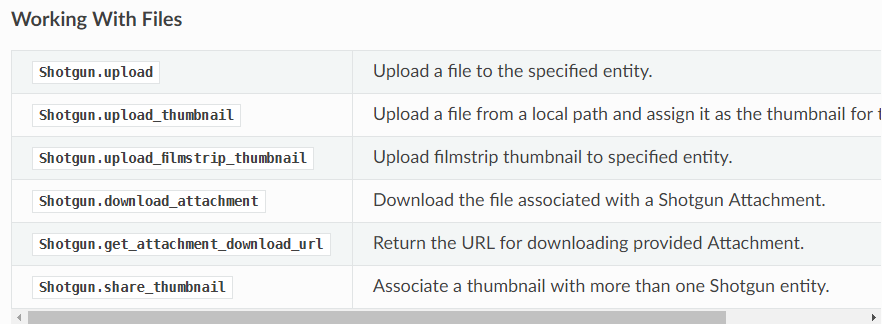 Working With Files
Shotgun.upload Upload a file to the specified entity.
Shotgun.upload_thumbnail Upload a file from a local path and assign it as the thumbnail for
Shotgun.upload_filmstrip_thumbnail Upload filmstrip thumbnail to specified entity.
Shotgun.download_attachment Download the file associated with a Shotgun Attachment.
Shotgun.get_attachment_download_url Return the URL for downloading provided Attachment.
Shotgun.share_thumbnail Associate a thumbnail with more than one Shotgun entity.